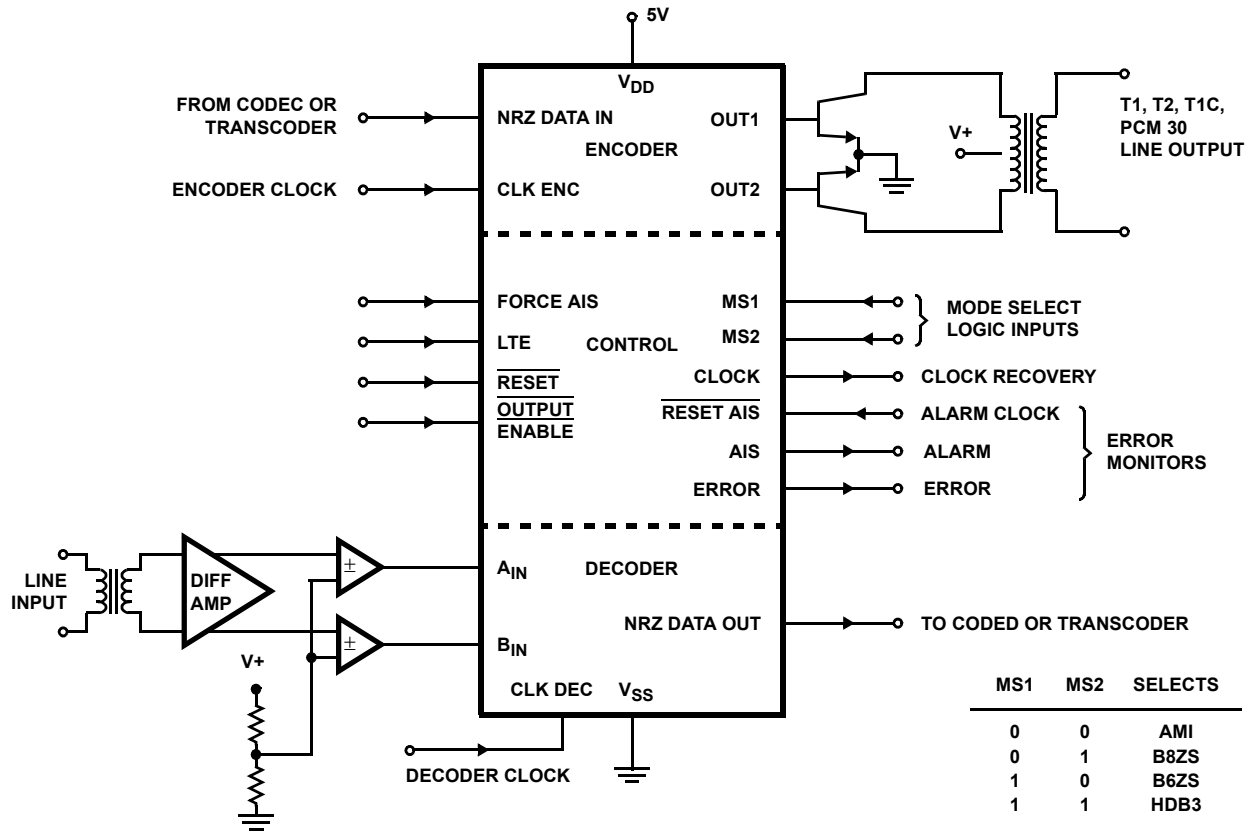 5V
V_DD
FROM CODEC OR
TRANSCODER
NRZ DATA IN
OUT1
ENCODER
ENCODER CLOCK
CLK ENC
OUT2
V+
T1, T2, T1C,
PCM 30
LINE OUTPUT
FORCE AIS
LTE
CONTROL
RESET
OUTPUT
ENABLE
MS1
MS2
MODE SELECT
LOGIC INPUTS
CLOCK
CLOCK RECOVERY
RESET AIS
ALARM CLOCK
AIS
ALARM
ERROR
ERROR
ERROR
MONITORS
LINE
INPUT
DIFF
AMP
±
±
V+
A_IN
DECODER
B_IN
NRZ DATA OUT
TO CODED OR TRANSCODER
CLK DEC
V_SS
DECODER CLOCK
MS1 MS2 SELECTS
0 0 AMI
0 1 B8ZS
1 0 B6ZS
1 1 HDB3